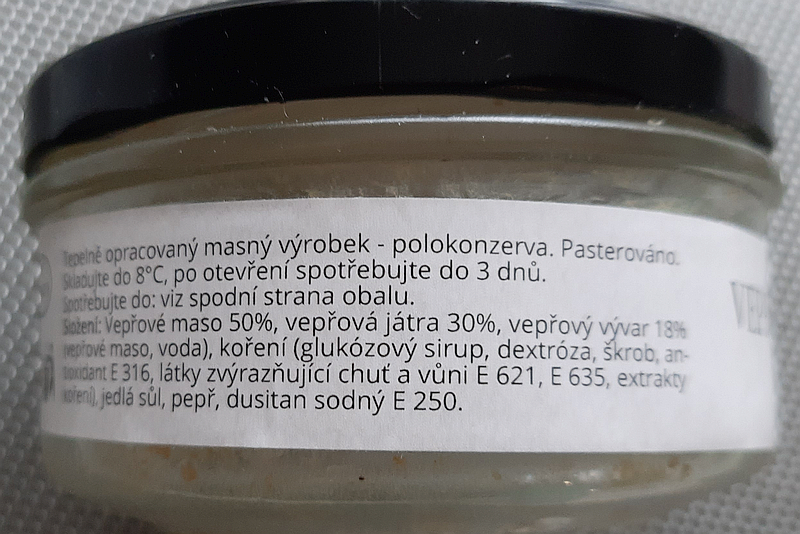 Tepelně opracovaný masný výrobek - polokonzerva. Pasterováno.
Skladujte do 8°C, po otevření spotřebujte do 3 dnů.
Spotřebujte do: viz spodní strana obalu.
Složení: Vepřové maso 50%, vepřová játra 30%, vepřový vývar 18%
(vepřové maso, voda), koření (glukózový sirup, dextróza, škrob, an-
tioxidant E 316, látky zvýrazňující chuť a vůni E 621, E 635, extrakty
koření), jedlá sůl, pepř, dusitan sodný E 250.